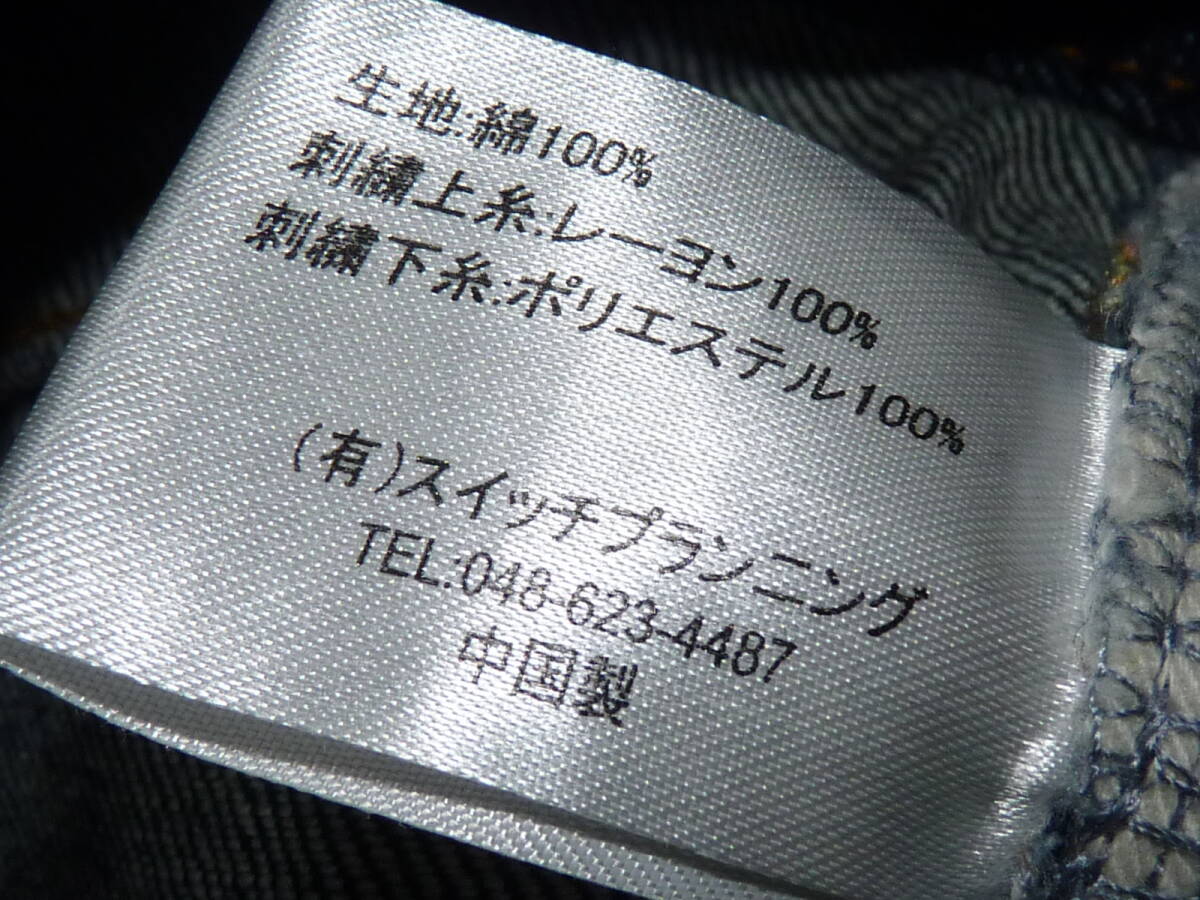 生地:綿100%
刺繍上糸:レーヨン100%
刺繍下糸:ポリエステル100%
(有)スイッチプランニング
TEL:048-623-4487
中国製